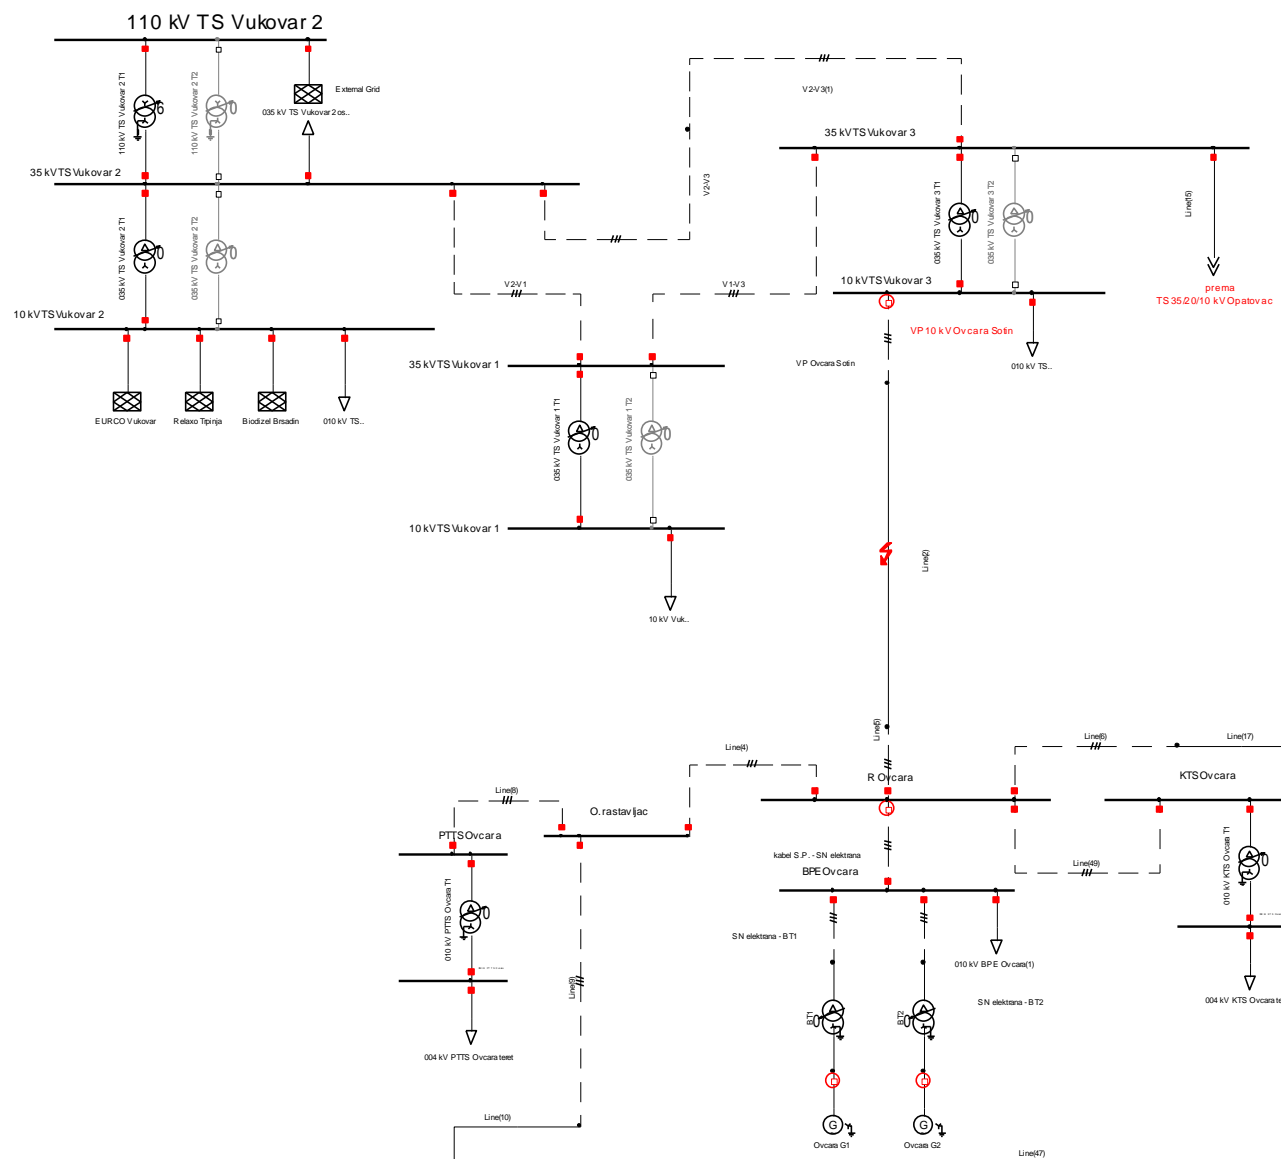 110 kV TS Vukovar 2
110 kV TS Vukovar 2 T1
110 kV TS Vukovar 2 T2
External Grid
035 kV TS Vukovar 2 os..
V2-V3(1)
35 kV TS Vukovar 3
35 kV TS Vukovar 2
V2-V3
035 kV TS Vukovar 3 T1
035 kV TS Vukovar 3 T2
Line(15)
035 kV TS Vukovar 2 T1
035 kV TS Vukovar 2 T2
V2-V1
V1-V3
10 kV TS Vukovar 3
prema
TS 35/20/10 kV Opatovac
10 kV TS Vukovar 2
VP 10 kV Ovcara Sotin
VP Ovcara Sotin
010 kV TS..
35 kV TS Vukovar 1
EURCO Vukovar
Relaxo Trpinja
Biodizel Brsadin
010 kV TS..
035 kV TS Vukovar 1 T1
035 kV TS Vukovar 1 T2
10 kV TS Vukovar 1
Line(2)
10 kV Vuk..
Line(5)
Line(4)
Line(6)
Line(17)
R Ovcara
KTS Ovcara
Line(8)
O.rastavljac
PTTS Ovcara
kabel S.P. - SN elektrana
BPE Ovcara
Line(49)
010 kV KTS Ovcara T1
010 kV PTTS Ovcara T1
SN elektrana - BT1
010 kV BPE Ovcara(1)
SN elektrana - BT2
004 kV KTS Ovcara te
Line(9)
BT1
BT2
004 kV PTTS Ovcara teret
Line(10)
G
G
Ovcara G1
Ovcara G2
Line(47)